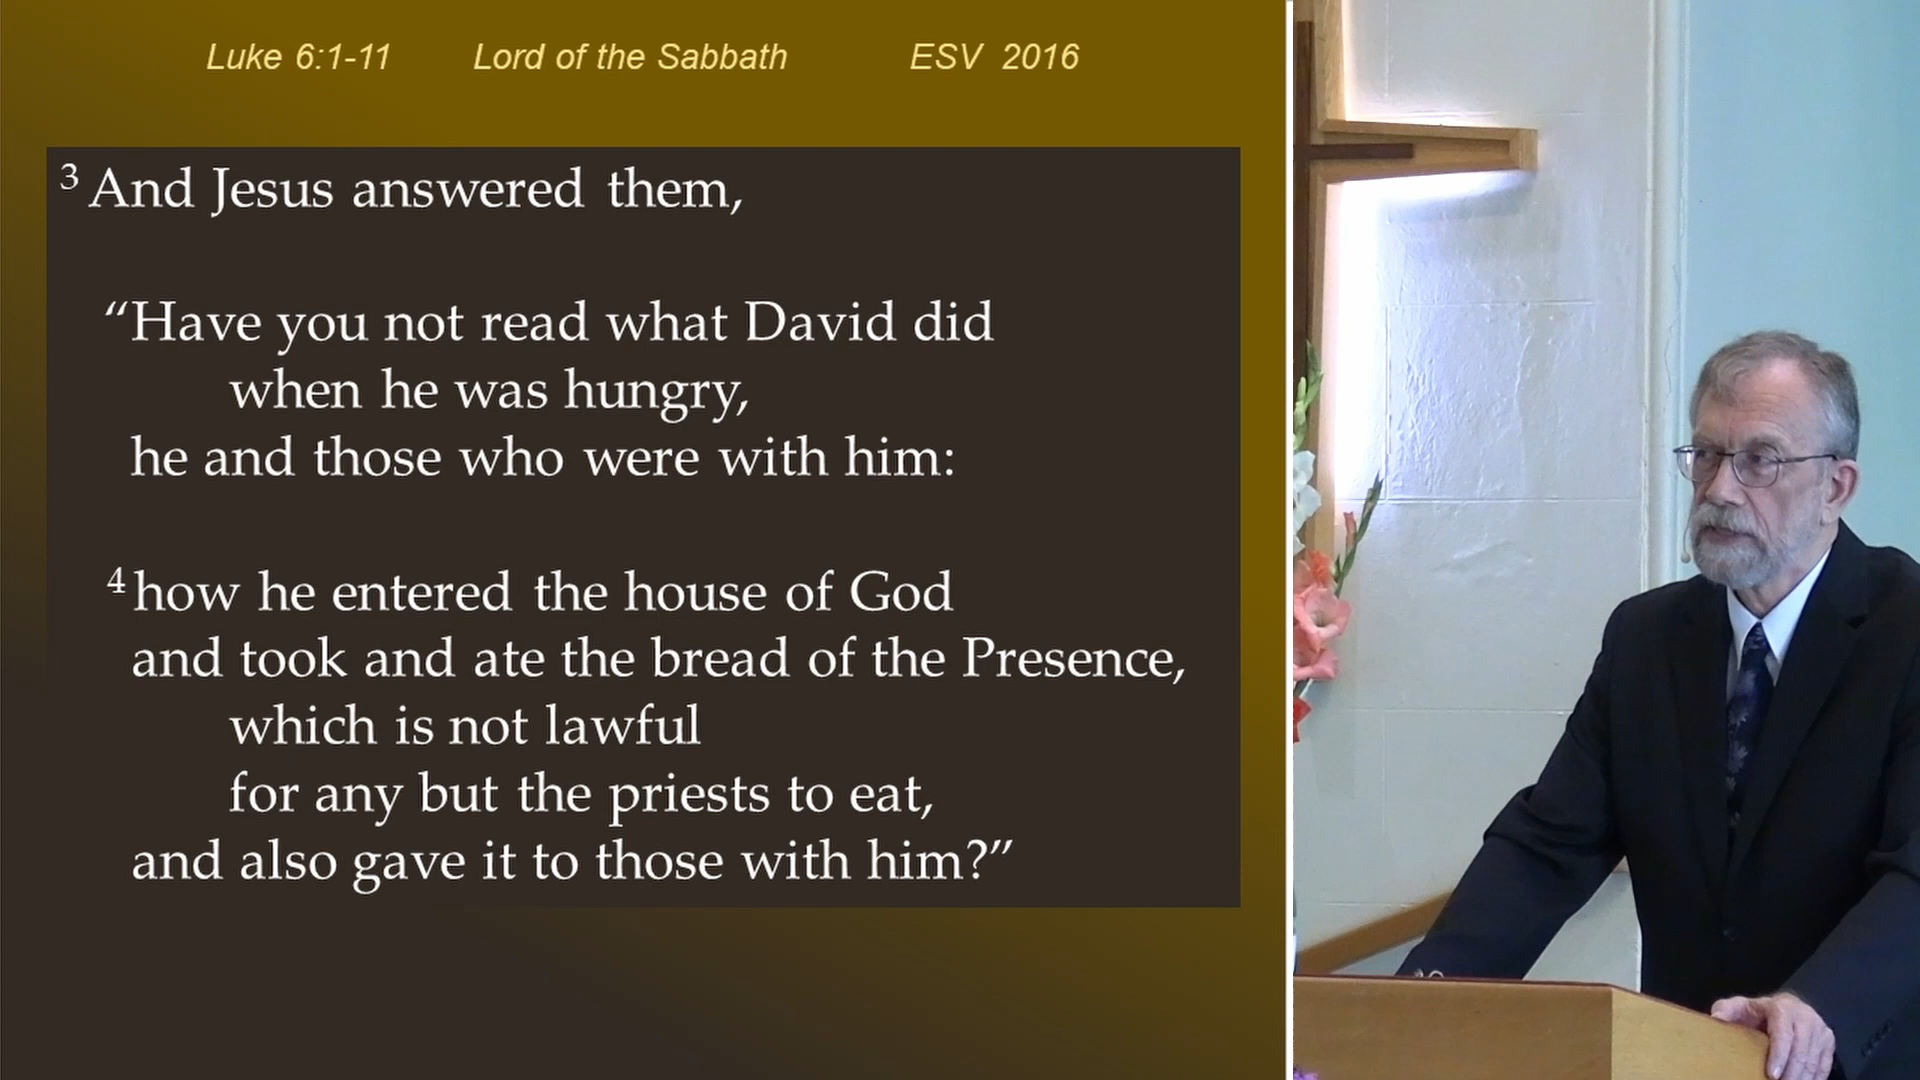 Luke 6:1-11 Lord of the Sabbath ESV 2016
3 And Jesus answered them,
“Have you not read what David did
when he was hungry,
he and those who were with him:
4 how he entered the house of God
and took and ate the bread of the Presence,
which is not lawful
for any but the priests to eat,
and also gave it to those with him?”